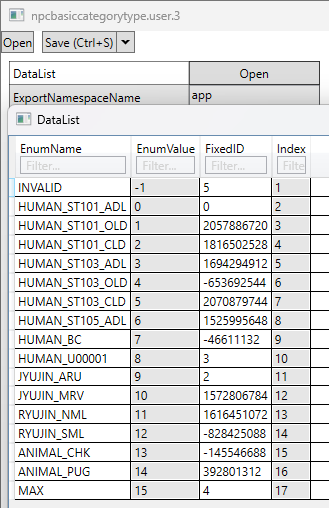 npcbasiccategorytype.user.3
Open Save (Ctrl+S)
DataList Open
ExportNamespaceName app
DataList
EnumName EnumValue FixedID Index
Filter... Filter... Filter... Filte
INVALID -1 5 1
HUMAN_ST101_ADL 0 0 2
HUMAN_ST101_OLD 1 2057886720 3
HUMAN_ST101_CLD 2 1816502528 4
HUMAN_ST103_ADL 3 1694294912 5
HUMAN_ST103_OLD 4 -653692544 6
HUMAN_ST103_CLD 5 2070879744 7
HUMAN_ST105_ADL 6 1525995648 8
HUMAN_BC 7 -46611132 9
HUMAN_U00001 8 3 10
JYUJIN_ARU 9 2 11
JYUJIN_MRV 10 1572806784 12
RYUJIN_NML 11 1616451072 13
RYUJIN_SML 12 -828425088 14
ANIMAL_CHK 13 -145546688 15
ANIMAL_PUG 14 392801312 16
MAX 15 4 17